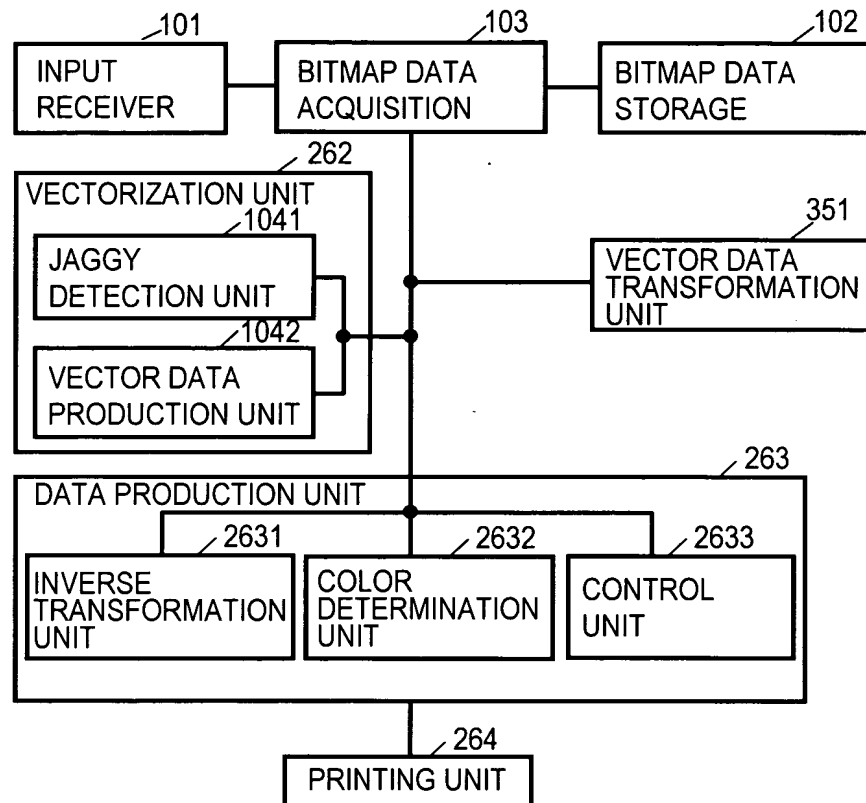 101
103
102
INPUT
RECEIVER
BITMAP DATA
ACQUISITION
BITMAP DATA
STORAGE
262
VECTORIZATION UNIT
1041
JAGGY
DETECTION UNIT
1042
VECTOR DATA
PRODUCTION UNIT
351
VECTOR DATA
TRANSFORMATION
UNIT
263
DATA PRODUCTION UNIT
2631
INVERSE
TRANSFORMATION
UNIT
2632
COLOR
DETERMINATION
UNIT
2633
CONTROL
UNIT
264
PRINTING UNIT